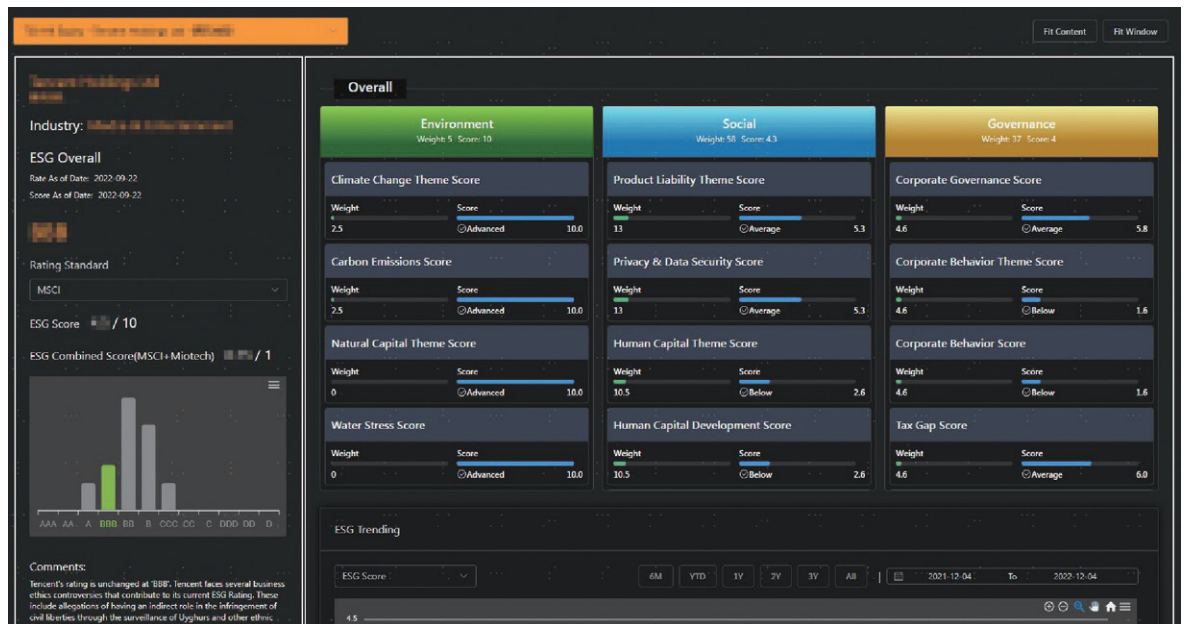 Fit Content
Fit Window
Industry:
ESG Overall
Rate As of Date: 2022-09-22
Score As of Date: 2022-09-22
Rating Standard
MSCI
ESG Score / 10
ESG Combined Score(MSCI+Miotech) / 1
AAA AA A BBB BB B CCC CC C DDD DD D
Comments:
Tencent's rating is unchanged at 'BBB'. Tencent faces several business
ethics controversies that contribute to its current ESG Rating. These
include allegations of having an indirect role in the infringement of
civil liberties through the surveillance of Uyghurs and other ethnic
Overall
Environment
Weight: 5 Score: 10
Climate Change Theme Score
Weight Score
2.5 Advanced 10.0
Carbon Emissions Score
Weight Score
2.5 Advanced 10.0
Natural Capital Theme Score
Weight Score
0 Advanced 10.0
Water Stress Score
Weight Score
0 Advanced 10.0
Social
Weight: 58 Score: 4.3
Product Liability Theme Score
Weight Score
13 Average 5.3
Privacy & Data Security Score
Weight Score
13 Average 5.3
Human Capital Theme Score
Weight Score
10.5 Below 2.6
Human Capital Development Score
Weight Score
10.5 Below 2.6
Governance
Weight: 37 Score: 4
Corporate Governance Score
Weight Score
4.6 Average 5.8
Corporate Behavior Theme Score
Weight Score
4.6 Below 1.6
Corporate Behavior Score
Weight Score
4.6 Below 1.6
Tax Gap Score
Weight Score
4.6 Average 6.0
ESG Trending
ESG Score
6M YTD 1Y 2Y 3Y All 2021-12-04 To 2022-12-04
4.5